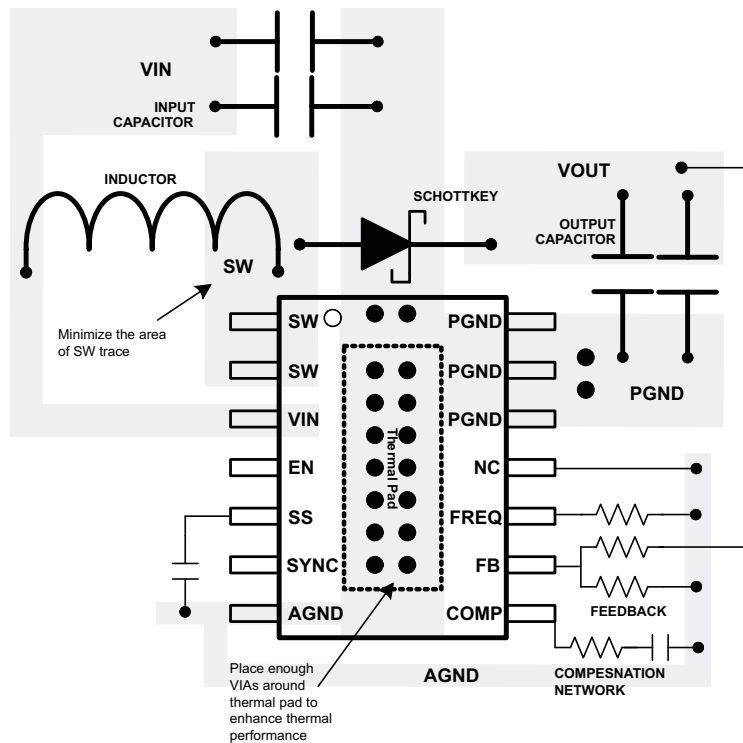 VIN
INPUT
CAPACITOR
INDUCTOR
SW
SCHOTTKEY
VOUT
OUTPUT
CAPACITOR
Minimize the area
of SW trace
SW
SW
VIN
EN
SS
SYNC
AGND
Thermal Pad
PGND
PGND
PGND
NC
FREQ
FB
COMP
PGND
FEEDBACK
COMPESNATION
NETWORK
AGND
Place enough
VIAs around
thermal pad to
enhance thermal
performance